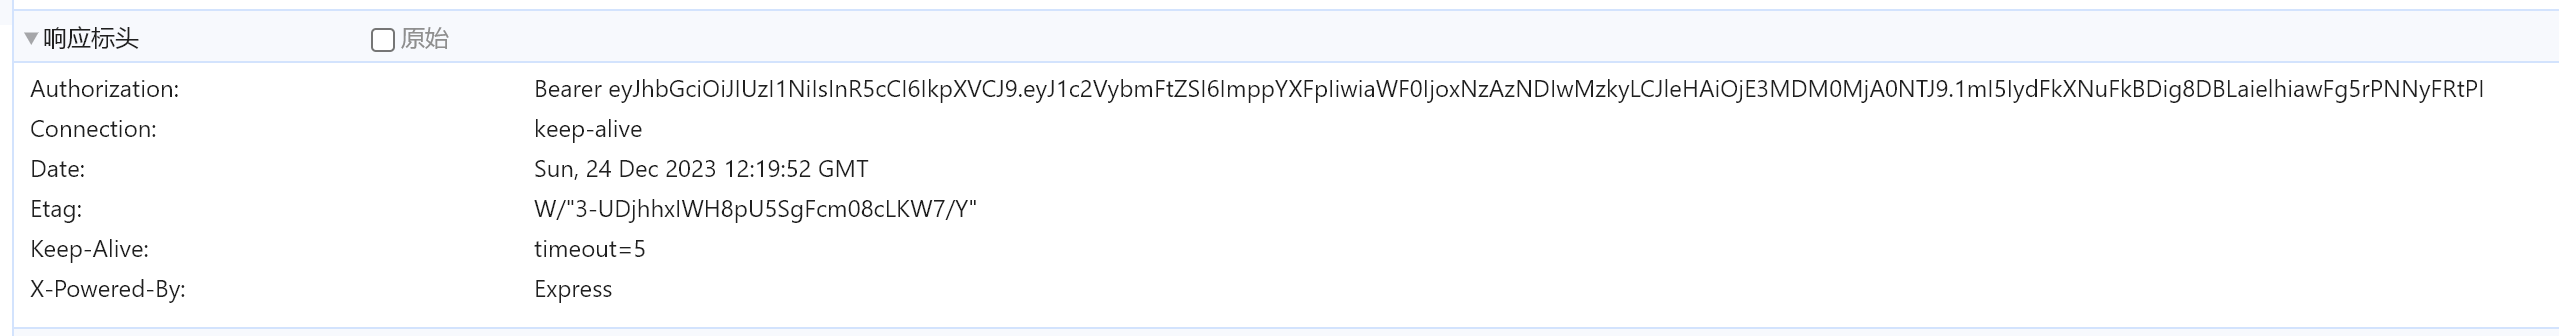 响应标头 原始
Authorization: Bearer eyJhbGciOiJIUzI1NiIsInR5cCI6IkpXVCJ9.eyJ1c2VybmFtZSI6ImppYXFpIiwiaWF0IjoxNzAzNDIwMzkyLCJleHAiOjE3MDM0MjA0NTJ9.1mI5IydFkXNuFkBDig8DBLaielhiawFg5rPNNyFRtPI
Connection: keep-alive
Date: Sun, 24 Dec 2023 12:19:52 GMT
Etag: W/"3-UDjhhxIWH8pU5SgFcm08cLKW7/Y"
Keep-Alive: timeout=5
X-Powered-By: Express